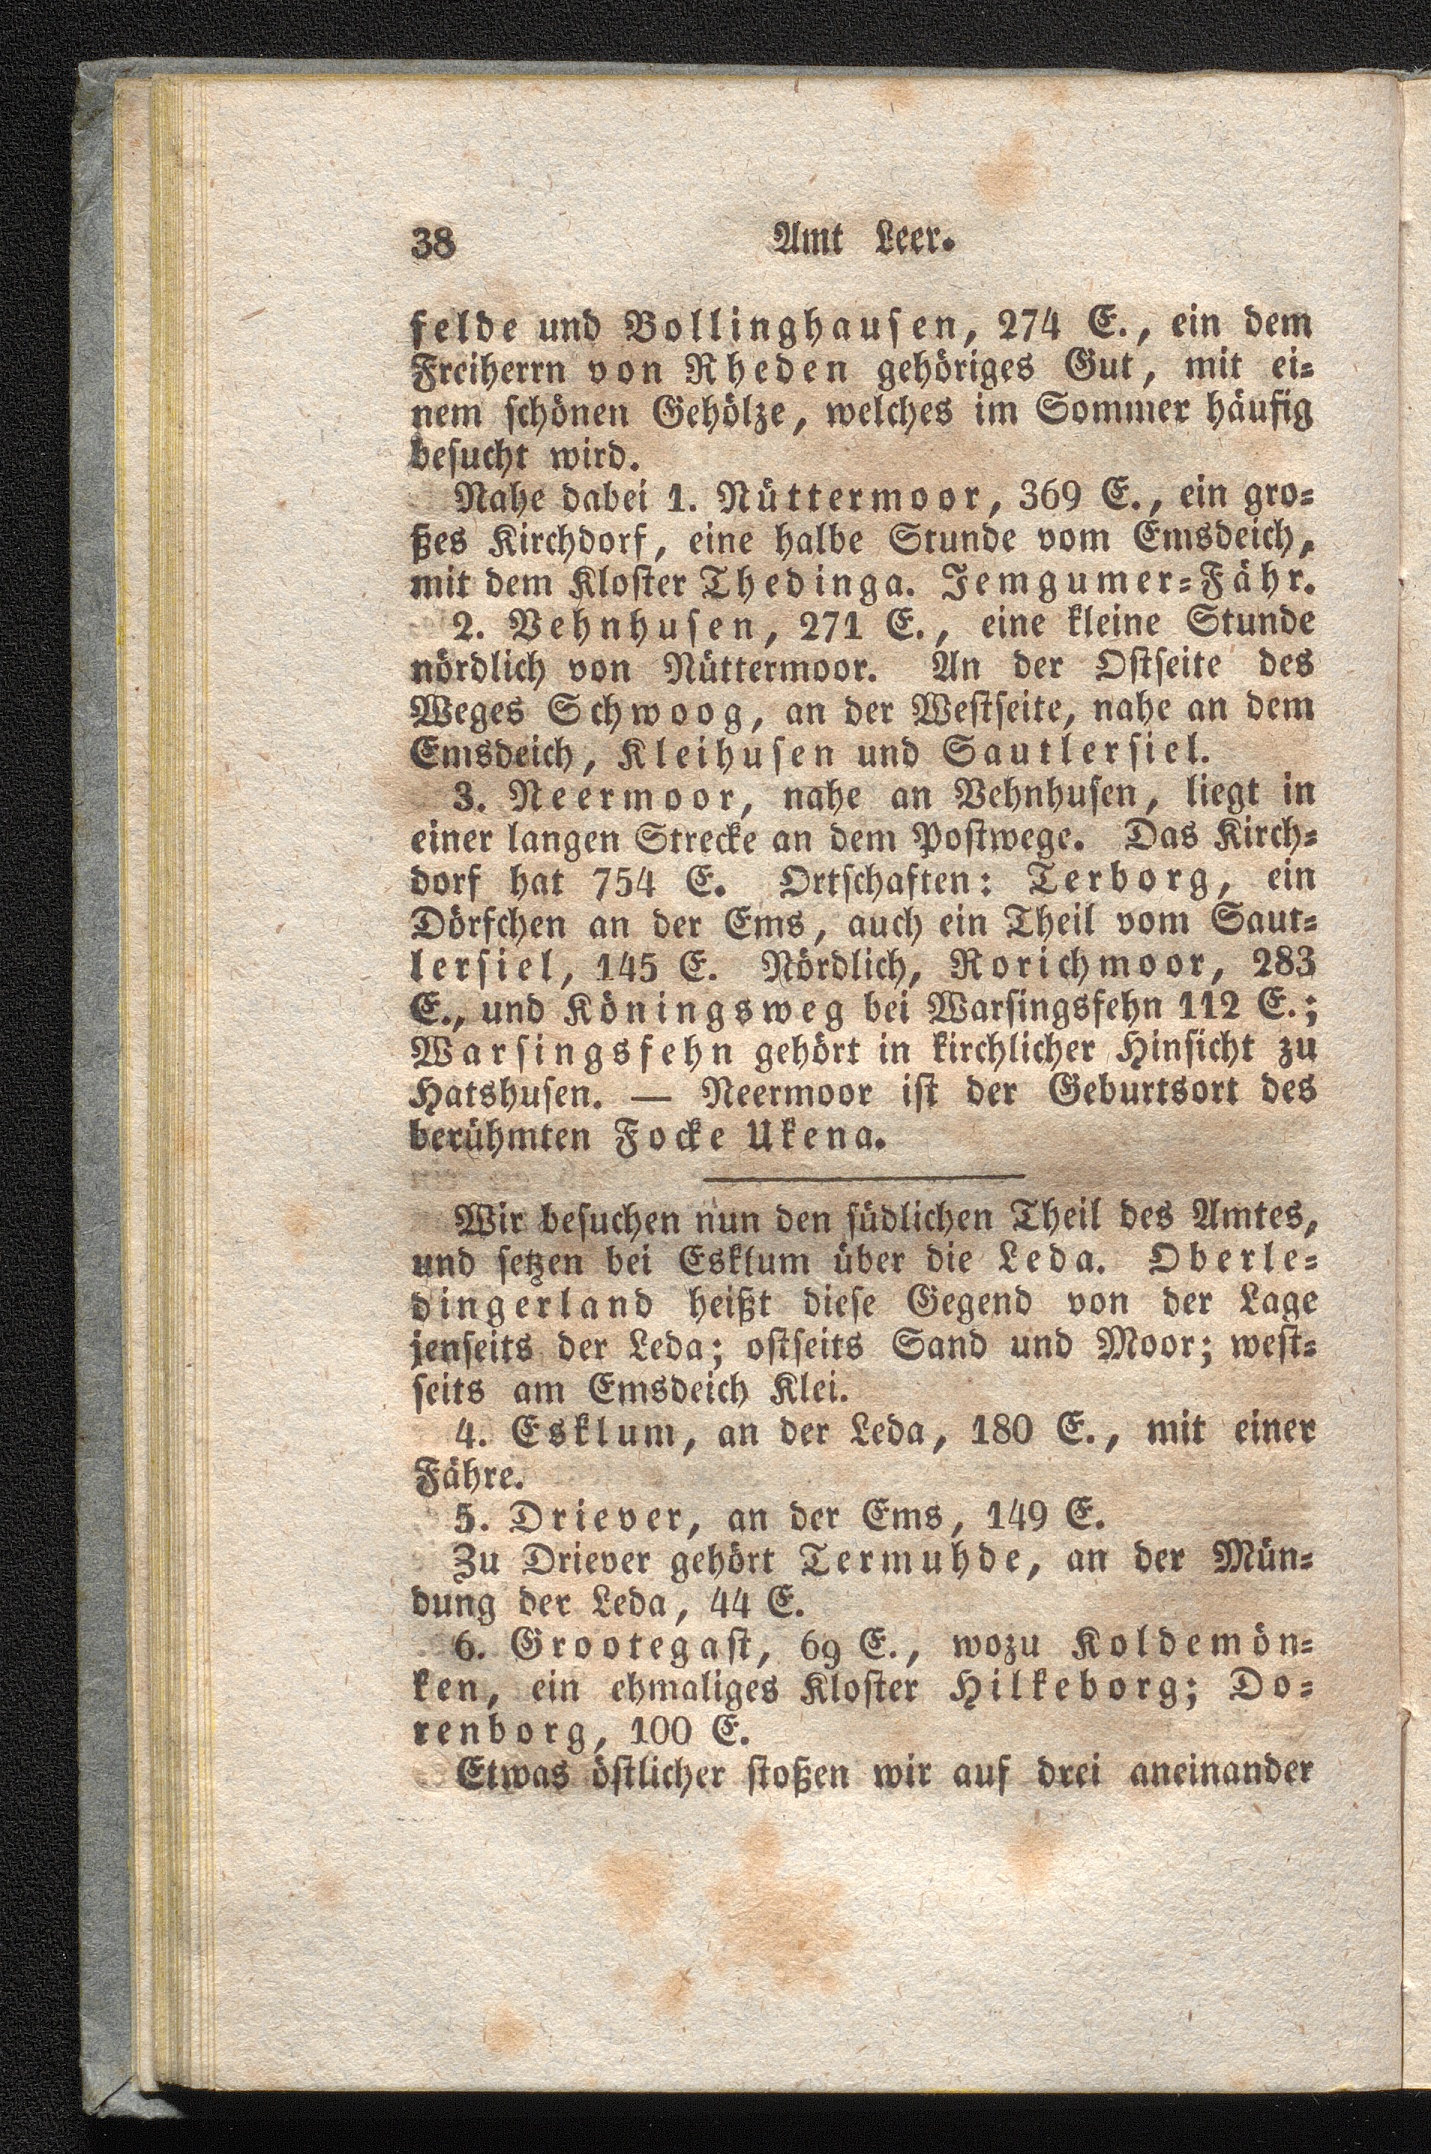 38 Amt Leer.
felde und Bollinghausen, 274 E., ein dem
Freiherrn von Rheden gehöriges Gut, mit ei-
nem schönen Gehölze, welches im Sommer häufig
besucht wird.
Nahe dabei 1. Nüttermoor, 369 E., ein gro-
ßes Kirchdorf, eine halbe Stunde vom Emsdeich,
mit dem Kloster Thedinga. Jemgumer-Fähr.
2. Vehnhusen, 271 E., eine kleine Stunde
nördlich von Nüttermoor. An der Ostseite des
Weges Schwoog, an der Westseite, nahe an dem
Emsdeich, Kleihusen und Sautlersiel.
3. Neermoor, nahe an Vehnhusen, liegt in
einer langen Strecke an dem Postwege. Das Kirch-
dorf hat 754 E. Ortschaften: Terborg, ein
Dörfchen an der Ems, auch ein Theil vom Saut-
lersiel, 145 E. Nördlich, Rorichmoor, 283
E., und Köningsweg bei Warsingsfehn 112 E.;
Warsingsfehn gehört in kirchlicher Hinsicht zu
Hatshusen. — Neermoor ist der Geburtsort des
berühmten Focke Ukena.
Wir besuchen nun den südlichen Theil des Amtes,
und setzen bei Esklum über die Leda. Oberle-
dingerland heißt diese Gegend von der Lage
jenseits der Leda; ostseits Sand und Moor; west-
seits am Emsdeich Klei.
4. Esklum, an der Leda, 180 E., mit einer
Fähre.
5. Driever, an der Ems, 149 E.
Zu Driever gehört Termuhde, an der Mün-
dung der Leda, 44 E.
6. Grootegast, 69 E., wozu Koldemön-
ken, ein ehmaliges Kloster Hilkeborg; Do-
renborg, 100 E.
Etwas östlicher stoßen wir auf drei aneinander